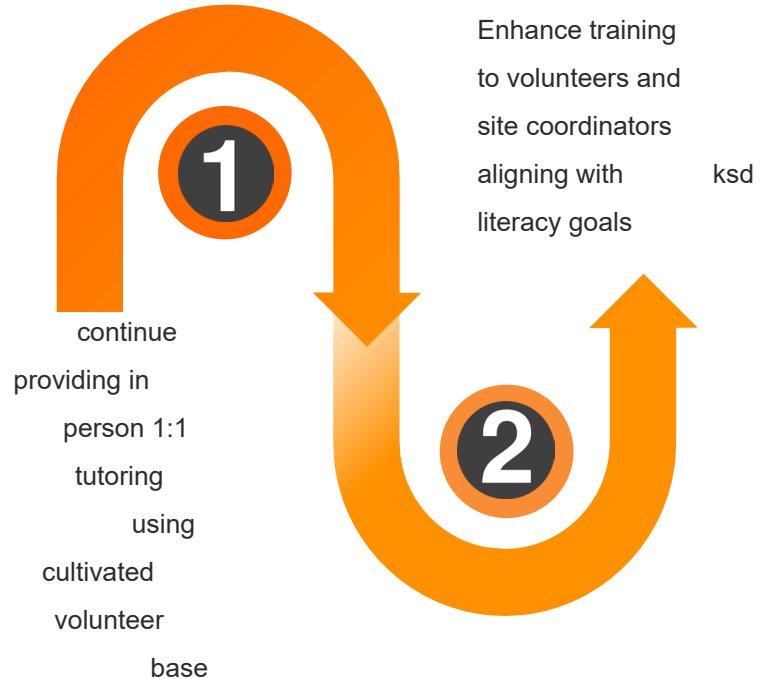 1
continue
providing in
person 1:1
tutoring
using
cultivated
volunteer
base
2
Enhance training
to volunteers and
site coordinators
aligning with ksd
literacy goals